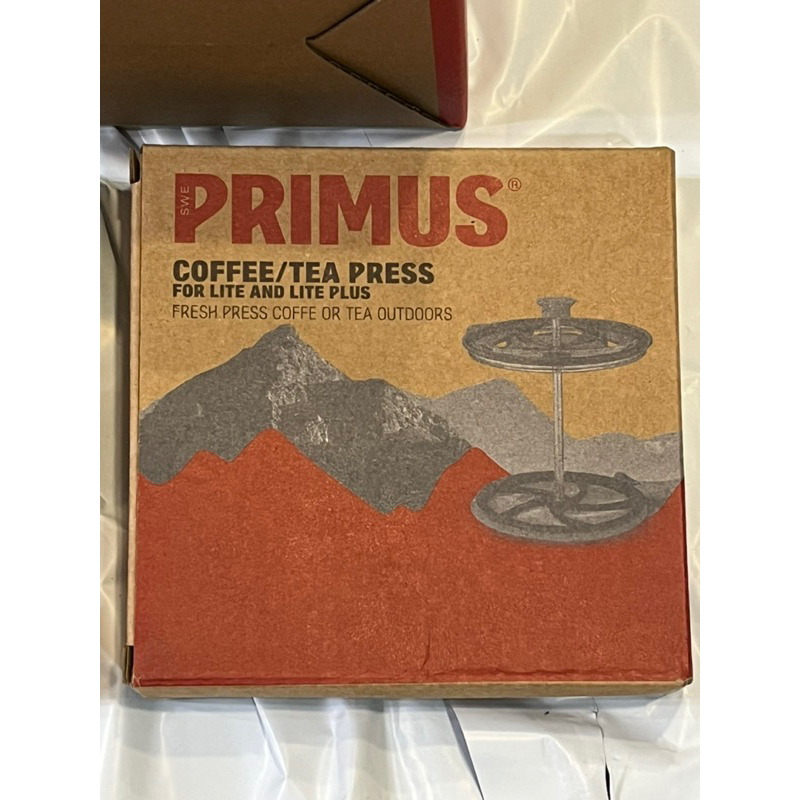 SWE PRIMUS®
COFFEE/TEA PRESS
FOR LITE AND LITE PLUS
FRESH PRESS COFFE OR TEA OUTDOORS